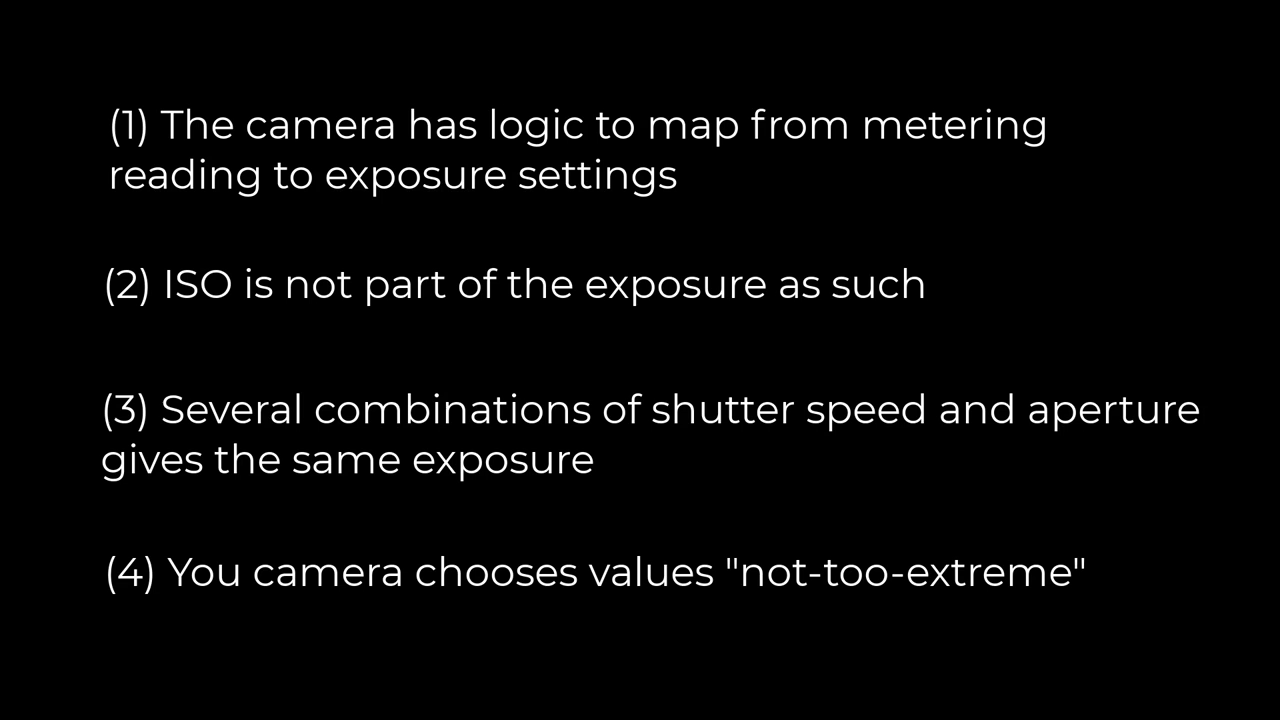 (1) The camera has logic to map from metering
reading to exposure settings
(2) ISO is not part of the exposure as such
(3) Several combinations of shutter speed and aperture
gives the same exposure
(4) You camera chooses values "not-too-extreme"